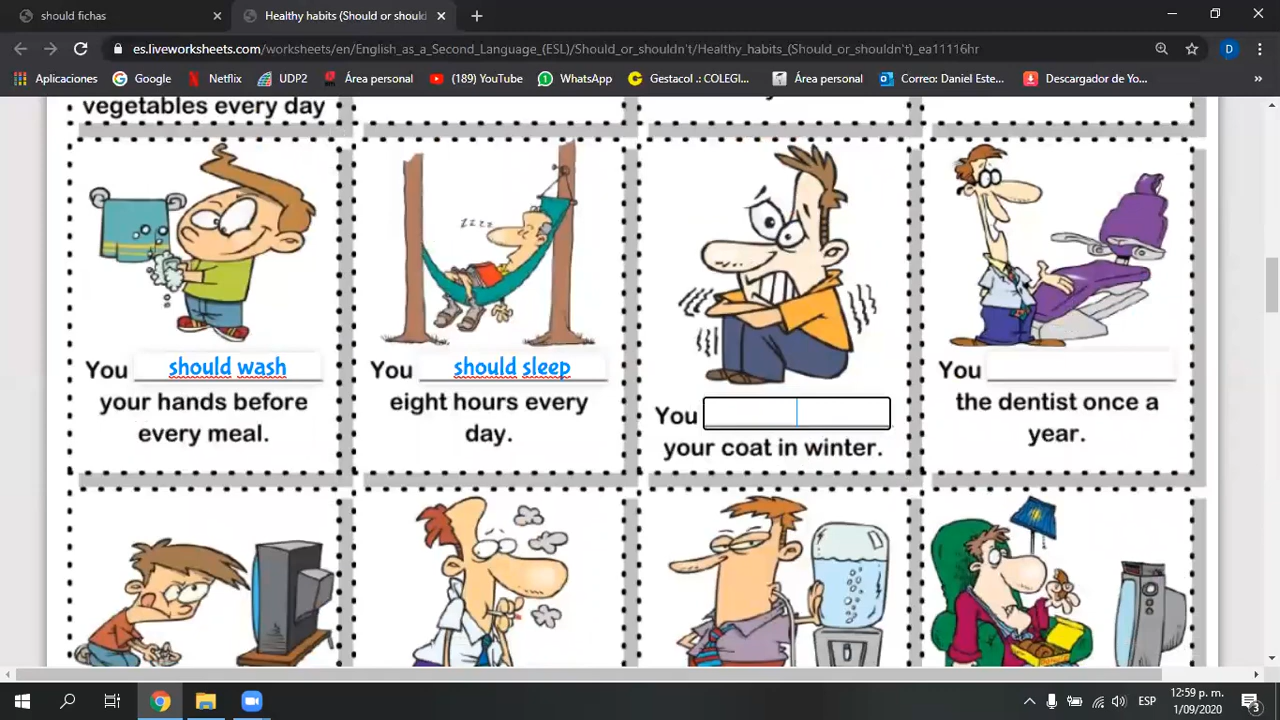 should fichas
Healthy habits (Should or should
es.liveworksheets.com/worksheets/en/English_as_a_Second_Language_(ESL)/Should_or_shouldn't/Healthy_habits_(Should_or_shouldn't)_ea11116hr
D
Aplicaciones
Google
Netflix
UDP2
Área personal
(189) YouTube
WhatsApp
Gestacol .: COLEGI...
Área personal
Correo: Daniel Este...
Descargador de Yo...
»
vegetables every day
zzzz
You should wash
your hands before
every meal.
You should sleep
eight hours every
day.
You
your coat in winter.
You
the dentist once a
year.
ESP
12:59 p. m.
1/09/2020
3